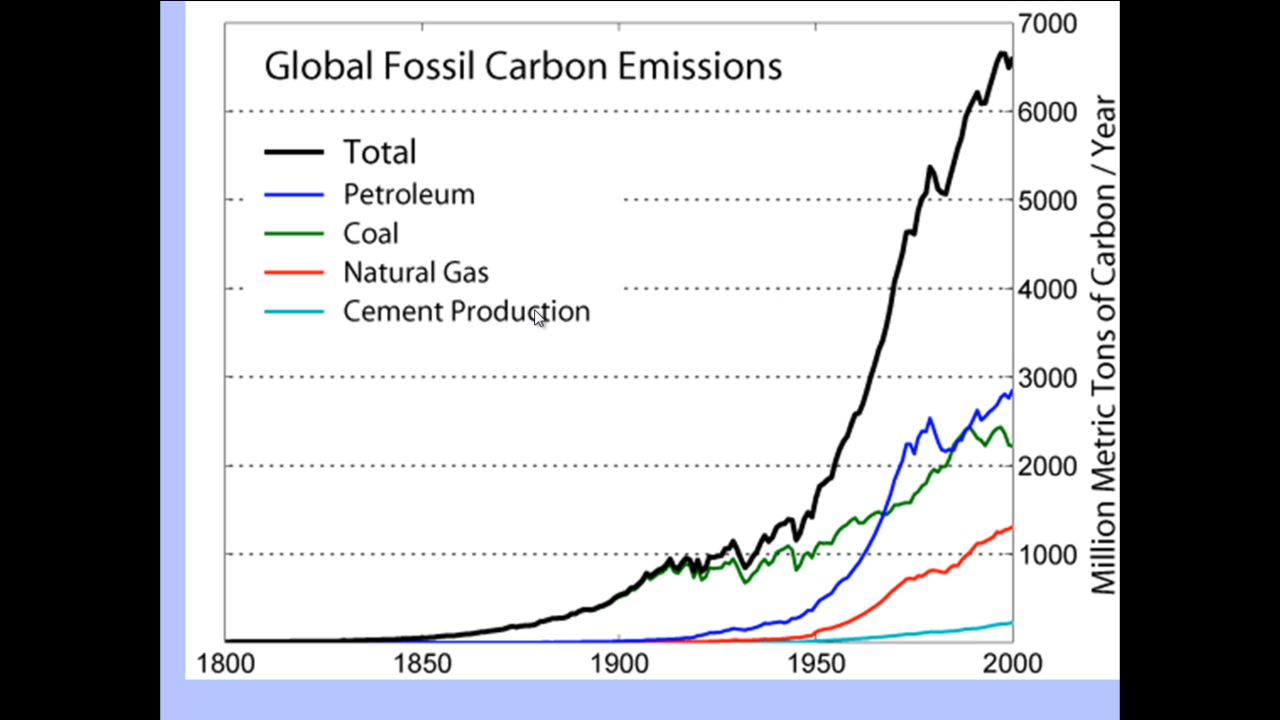 Global Fossil Carbon Emissions
Total
Petroleum
Coal
Natural Gas
Cement Production
7000
6000
5000
4000
3000
2000
1000
Million Metric Tons of Carbon / Year
1800 1850 1900 1950 2000